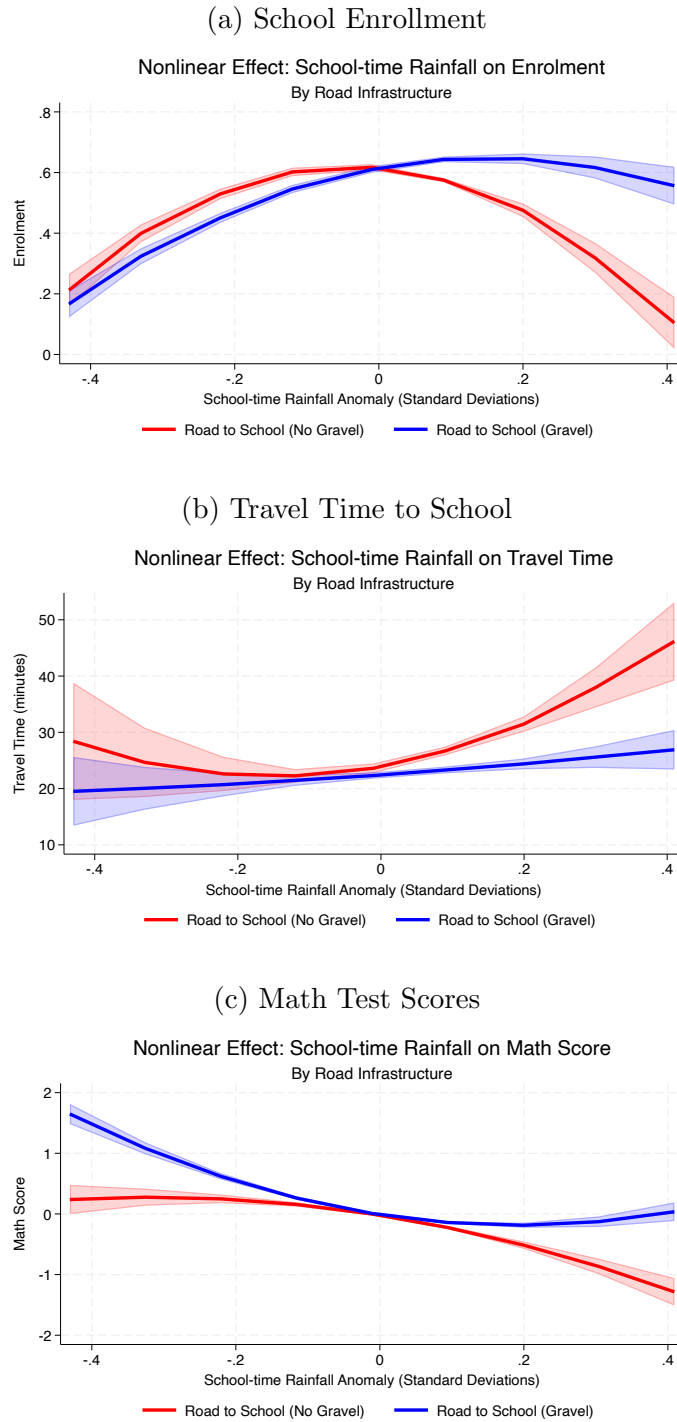 (a) School Enrollment
Nonlinear Effect: School-time Rainfall on Enrolment
By Road Infrastructure
.8
.6
.4
.2
0
Enrolment
-.4 -.2 0 .2 .4
School-time Rainfall Anomaly (Standard Deviations)
Road to School (No Gravel) Road to School (Gravel)
(b) Travel Time to School
Nonlinear Effect: School-time Rainfall on Travel Time
By Road Infrastructure
50
40
30
20
10
Travel Time (minutes)
-.4 -.2 0 .2 .4
School-time Rainfall Anomaly (Standard Deviations)
Road to School (No Gravel) Road to School (Gravel)
(c) Math Test Scores
Nonlinear Effect: School-time Rainfall on Math Score
By Road Infrastructure
2
1
0
-1
-2
Math Score
-.4 -.2 0 .2 .4
School-time Rainfall Anomaly (Standard Deviations)
Road to School (No Gravel) Road to School (Gravel)